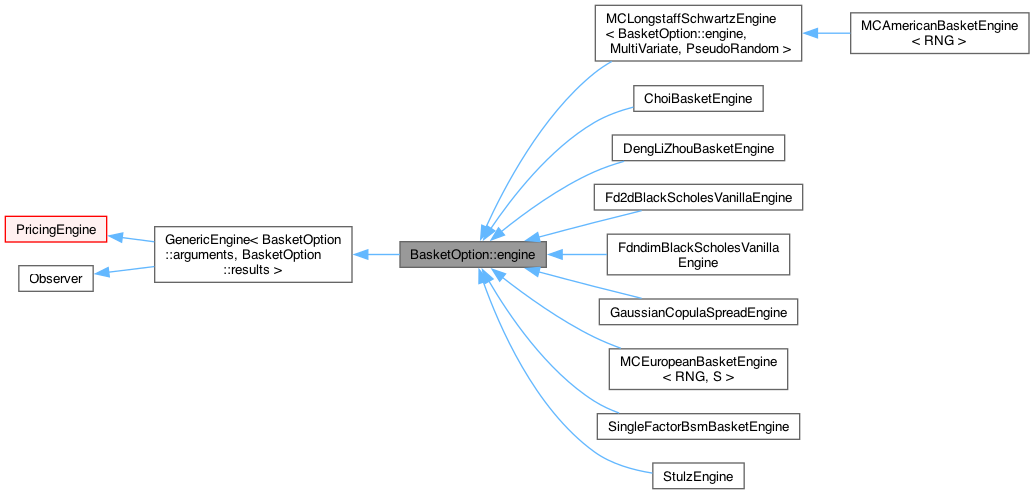 MCLongstaffSchwartzEngine
< BasketOption::engine,
MultiVariate, PseudoRandom >
MCAmericanBasketEngine
< RNG >
ChoiBasketEngine
DengLiZhouBasketEngine
Fd2dBlackScholesVanillaEngine
PricingEngine
Observer
GenericEngine< BasketOption
::arguments, BasketOption
::results >
BasketOption::engine
FdndimBlackScholesVanilla
Engine
GaussianCopulaSpreadEngine
MCEuropeanBasketEngine
< RNG, S >
SingleFactorBsmBasketEngine
StulzEngine